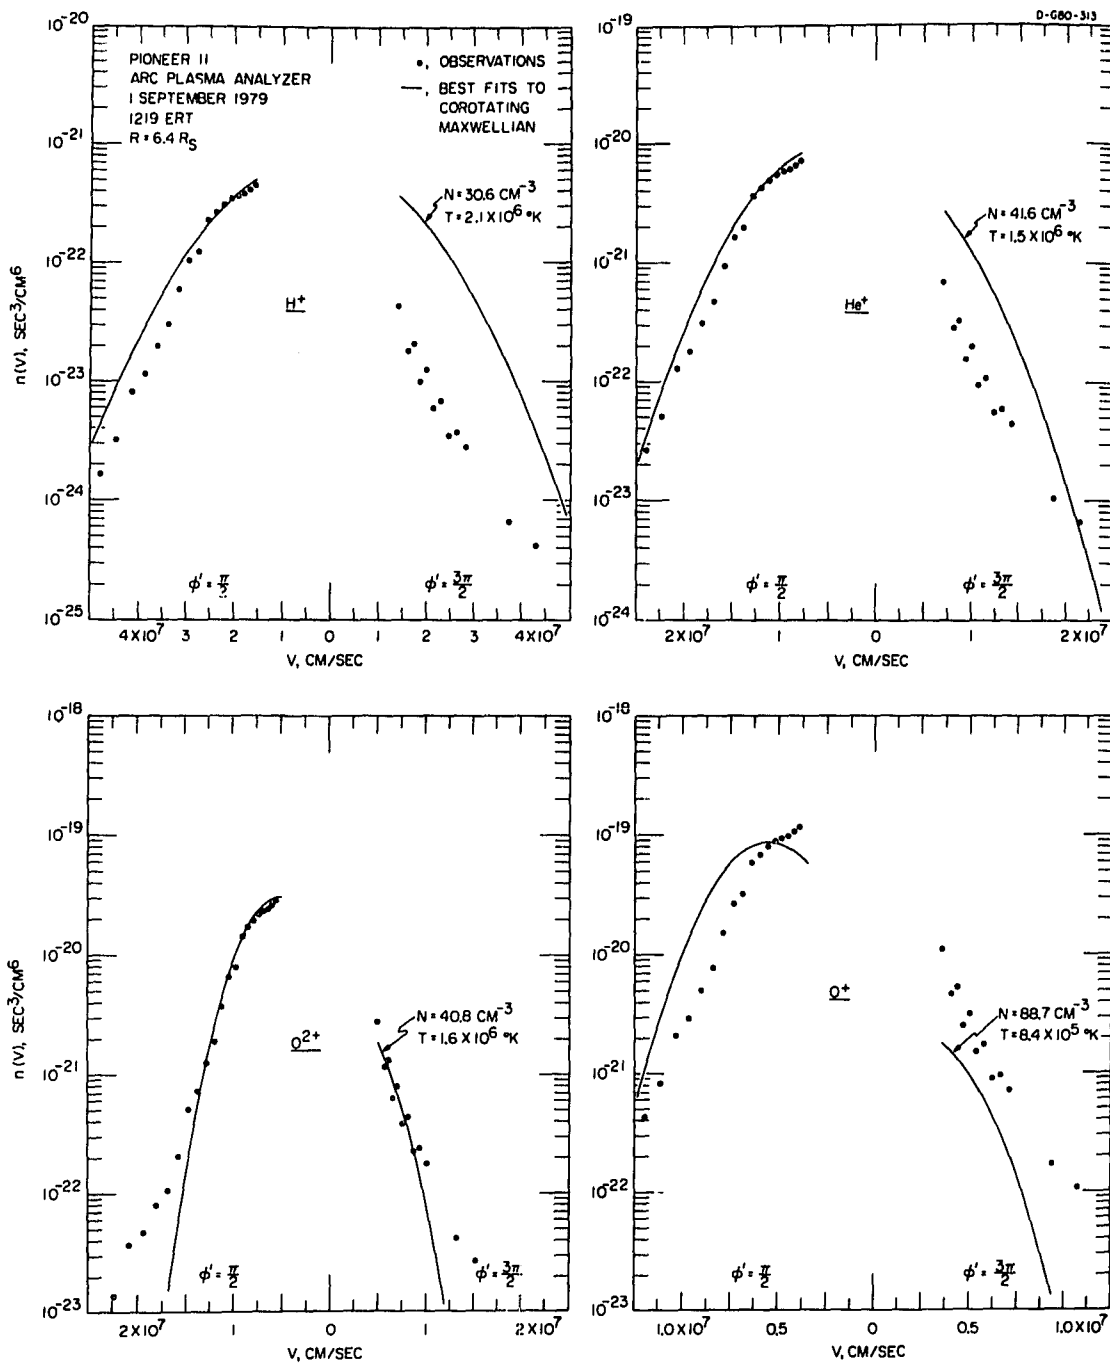 D-G80-313
10^-20
10^-21
10^-22
10^-23
10^-24
10^-25
n(V), SEC^3/CM^6
PIONEER 11
ARC PLASMA ANALYZER
1 SEPTEMBER 1979
1219 ERT
R = 6.4 R_S
•, OBSERVATIONS
—, BEST FITS TO
COROTATING
MAXWELLIAN
N = 30.6 CM^-3
T = 2.1 X 10^6 °K
H^+
ϕ' = π/2
ϕ' = 3π/2
4X10^7 3 2 1 0 1 2 3 4X10^7
V, CM/SEC
10^-19
10^-20
10^-21
10^-22
10^-23
10^-24
N = 41.6 CM^-3
T = 1.5 X 10^6 °K
He^+
ϕ' = π/2
ϕ' = 3π/2
2X10^7 1 0 1 2X10^7
V, CM/SEC
10^-18
10^-19
10^-20
10^-21
10^-22
10^-23
n(V), SEC^3/CM^6
N = 40.8 CM^-3
T = 1.6 X 10^6 °K
O^2+
ϕ' = π/2
ϕ' = 3π/2
2X10^7 1 0 1 2X10^7
V, CM/SEC
10^-18
10^-19
10^-20
10^-21
10^-22
10^-23
O^+
N = 88.7 CM^-3
T = 8.4 X 10^5 °K
ϕ' = π/2
ϕ' = 3π/2
1.0X10^7 0.5 0 0.5 1.0X10^7
V, CM/SEC